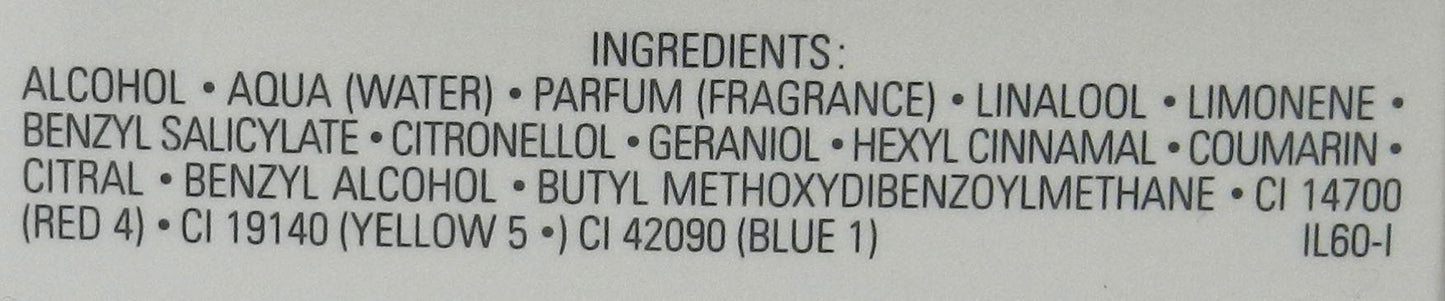 INGREDIENTS:
ALCOHOL • AQUA (WATER) • PARFUM (FRAGRANCE) • LINALOOL • LIMONENE •
BENZYL SALICYLATE • CITRONELLOL • GERANIOL • HEXYL CINNAMAL • COUMARIN •
CITRAL • BENZYL ALCOHOL • BUTYL METHOXYDIBENZOYLMETHANE • CI 14700
(RED 4) • CI 19140 (YELLOW 5 •) CI 42090 (BLUE 1) IL60-I